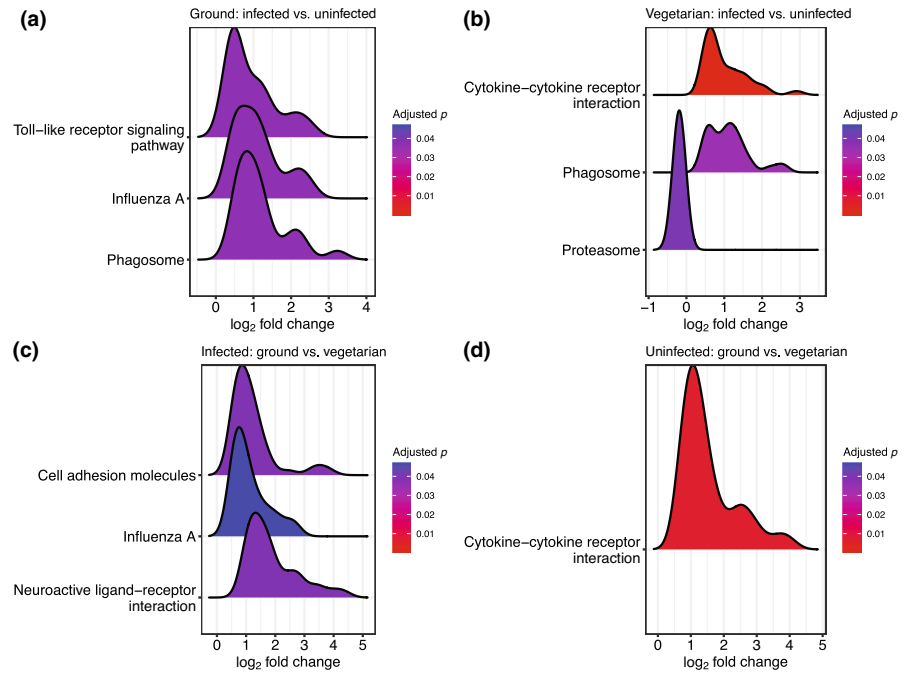 (a)
Ground: infected vs. uninfected
Toll−like receptor signaling
pathway
Influenza A
Phagosome
0 1 2 3 4
log2 fold change
Adjusted p
0.04
0.03
0.02
0.01
(b)
Vegetarian: infected vs. uninfected
Cytokine−cytokine receptor
interaction
Phagosome
Proteasome
−1 0 1 2 3
log2 fold change
Adjusted p
0.04
0.03
0.02
0.01
(c)
Infected: ground vs. vegetarian
Cell adhesion molecules
Influenza A
Neuroactive ligand−receptor
interaction
0 1 2 3 4 5
log2 fold change
Adjusted p
0.04
0.03
0.02
0.01
(d)
Uninfected: ground vs. vegetarian
Cytokine−cytokine receptor
interaction
0 1 2 3 4 5
log2 fold change
Adjusted p
0.04
0.03
0.02
0.01